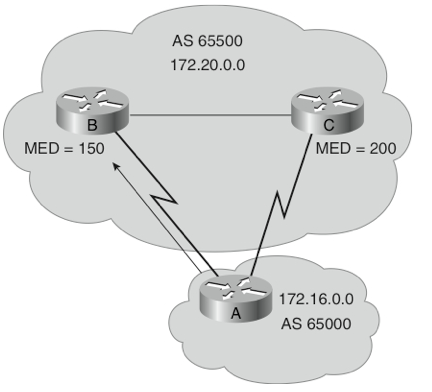 AS 65500
172.20.0.0
B
C
MED = 150
MED = 200
172.16.0.0
A
AS 65000